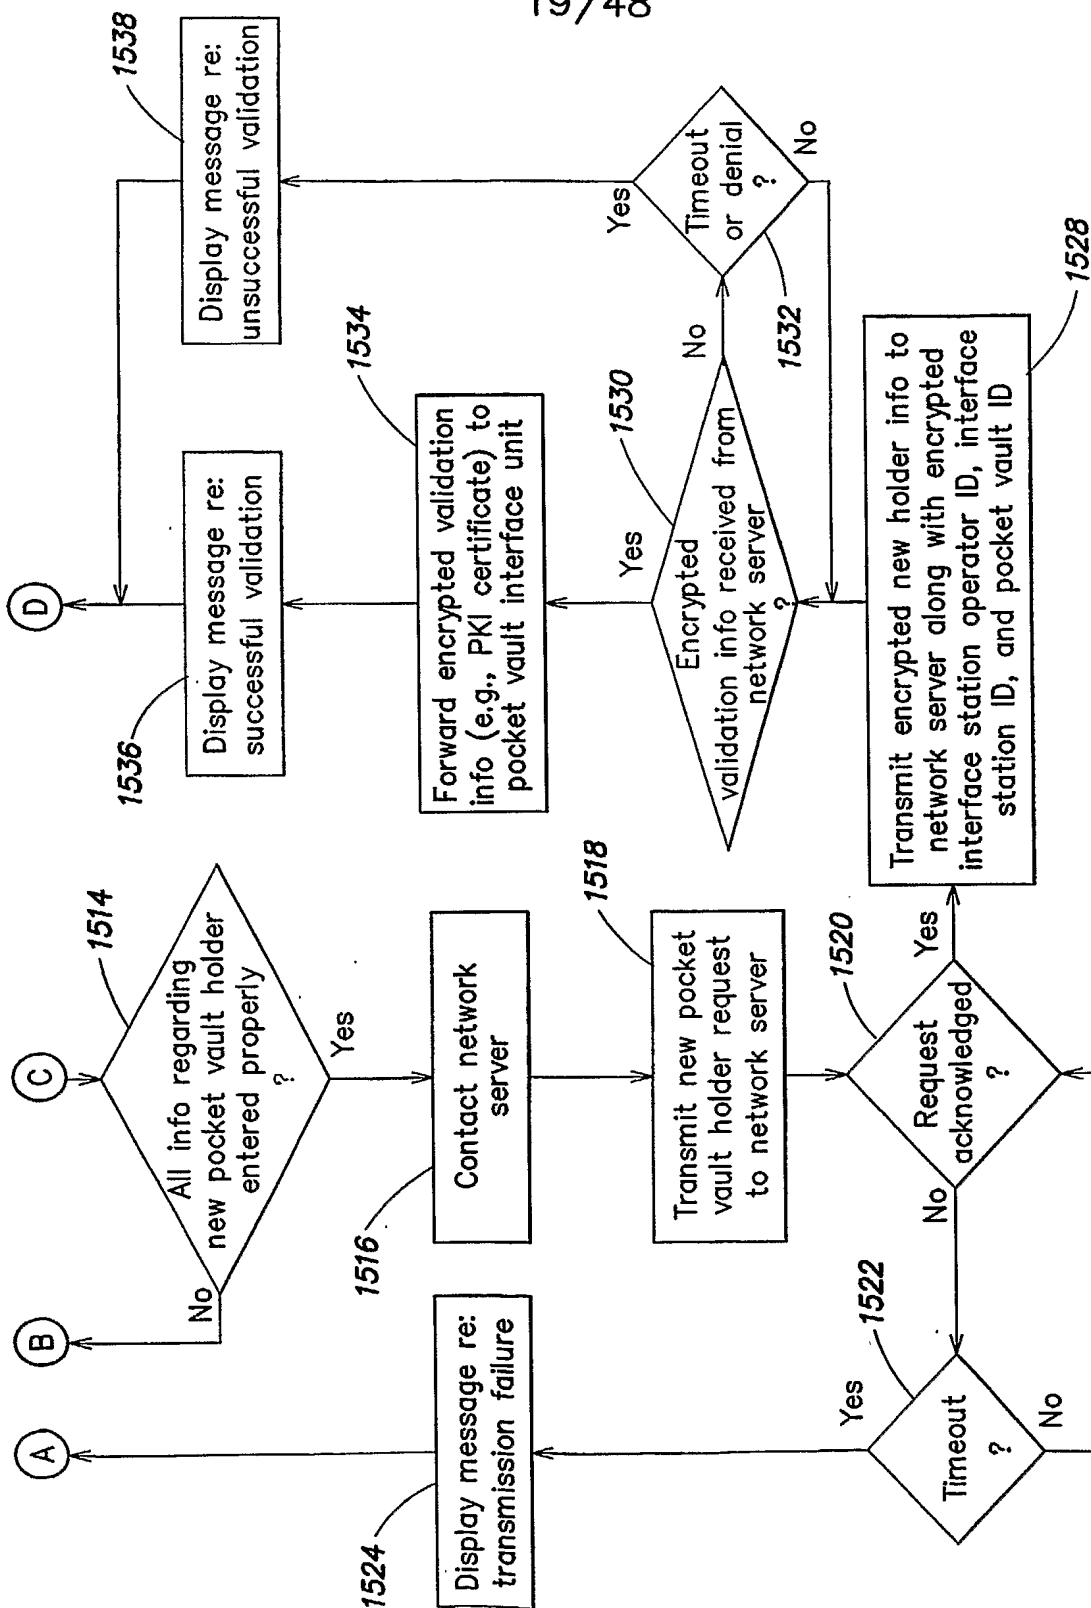 19/48
A
B
C
D
1514
All info regarding
new pocket vault holder
entered properly
?
No
Yes
1516
Contact network
server
1518
Transmit new pocket
vault holder request
to network server
1520
Request
acknowledged
?
No
Yes
1522
Timeout
?
Yes
No
1524
Display message re:
transmission failure
1528
Transmit encrypted new holder info to
network server along with encrypted
interface station operator ID, interface
station ID, and pocket vault ID
1530
Encrypted
validation info received from
network server
?
No
Yes
1532
Timeout
or denial
?
Yes
No
1534
Forward encrypted validation
info (e.g., PKI certificate) to
pocket vault interface unit
1536
Display message re:
successful validation
1538
Display message re:
unsuccessful validation